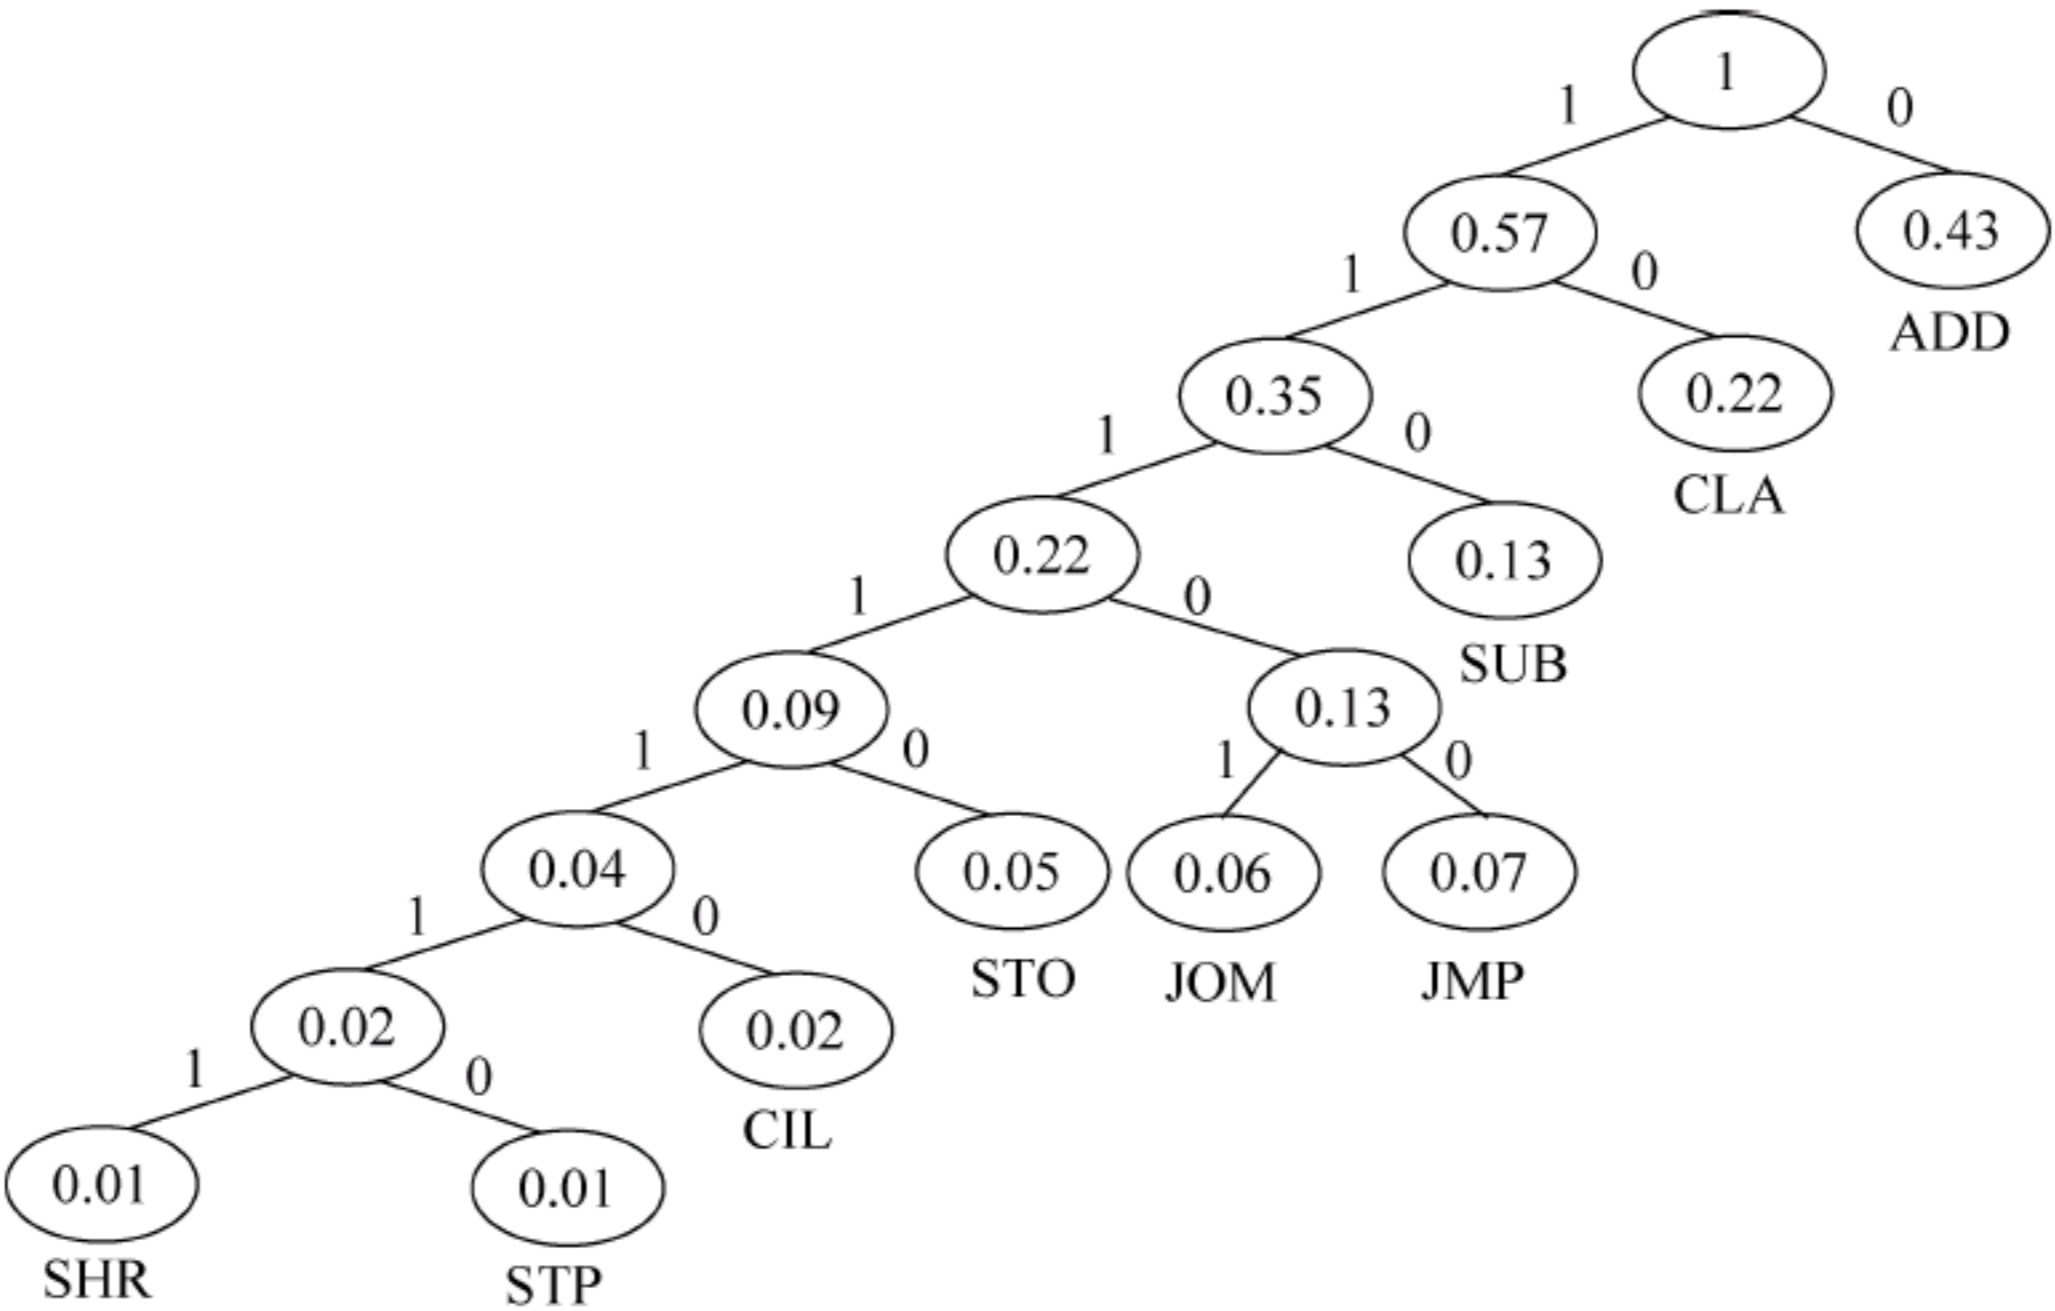 1
1 0
0.57 0.43
1 0 ADD
0.35 0.22
1 0 CLA
0.22 0.13
1 0 SUB
0.09 0.13
1 0 1 0
0.04 0.05 0.06 0.07
1 0 STO JOM JMP
0.02 0.02
1 0 CIL
0.01 0.01
SHR STP